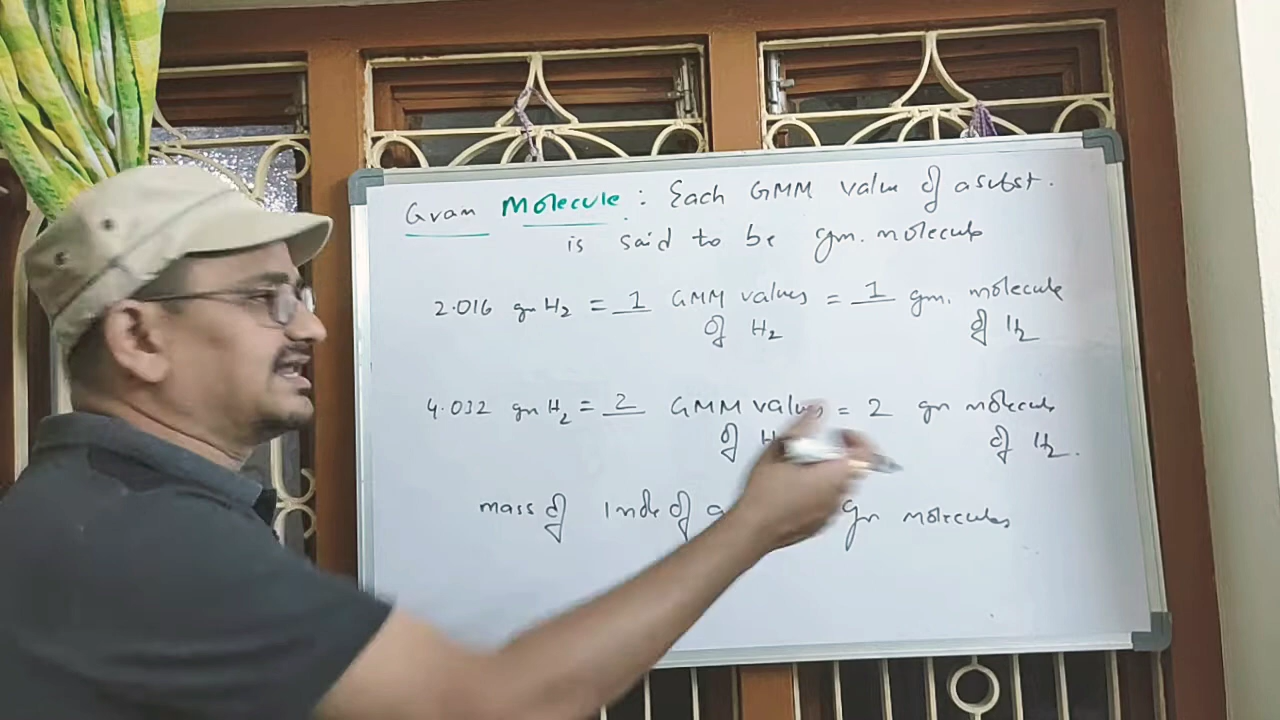 Gram Molecule : Each GMM value of a subst.
is said to be gm. molecule
2.016 gm H2 = 1 GMM values = 1 gm. molecule
of H2 of H2
4.032 gm H2 = 2 GMM values = 2 gm molecule
of H of H2.
mass of 1 mole of gm molecules